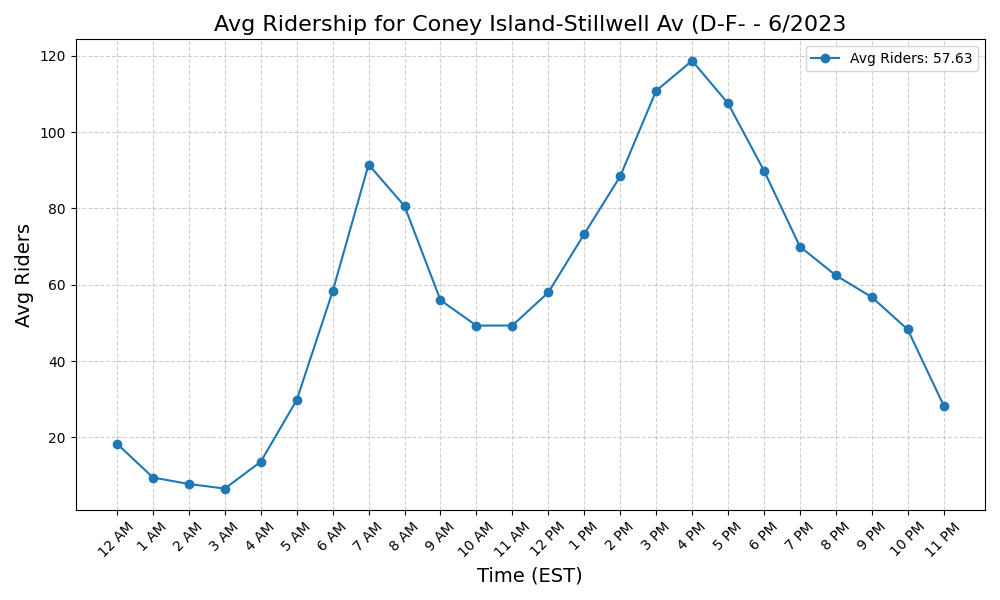 Avg Ridership for Coney Island-Stillwell Av (D-F- - 6/2023
Avg Riders: 57.63
120
100
80
60
40
20
Avg Riders
12 AM
1 AM
2 AM
3 AM
4 AM
5 AM
6 AM
7 AM
8 AM
9 AM
10 AM
11 AM
12 PM
1 PM
2 PM
3 PM
4 PM
5 PM
6 PM
7 PM
8 PM
9 PM
10 PM
11 PM
Time (EST)